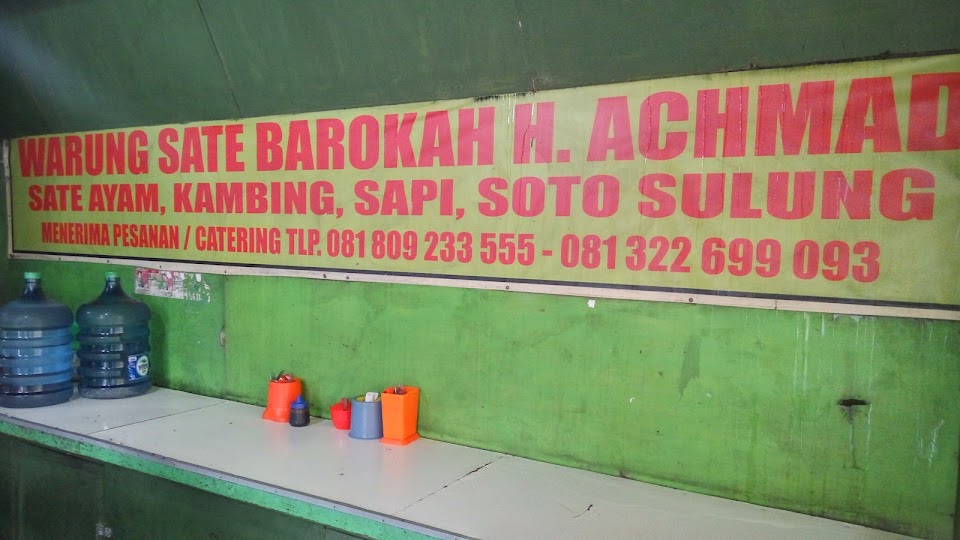 WARUNG SATE BAROKAH H. ACHMAD
SATE AYAM, KAMBING, SAPI, SOTO SULUNG
MENERIMA PESANAN / CATERING TLP. 081 809 233 555 - 081 322 699 093